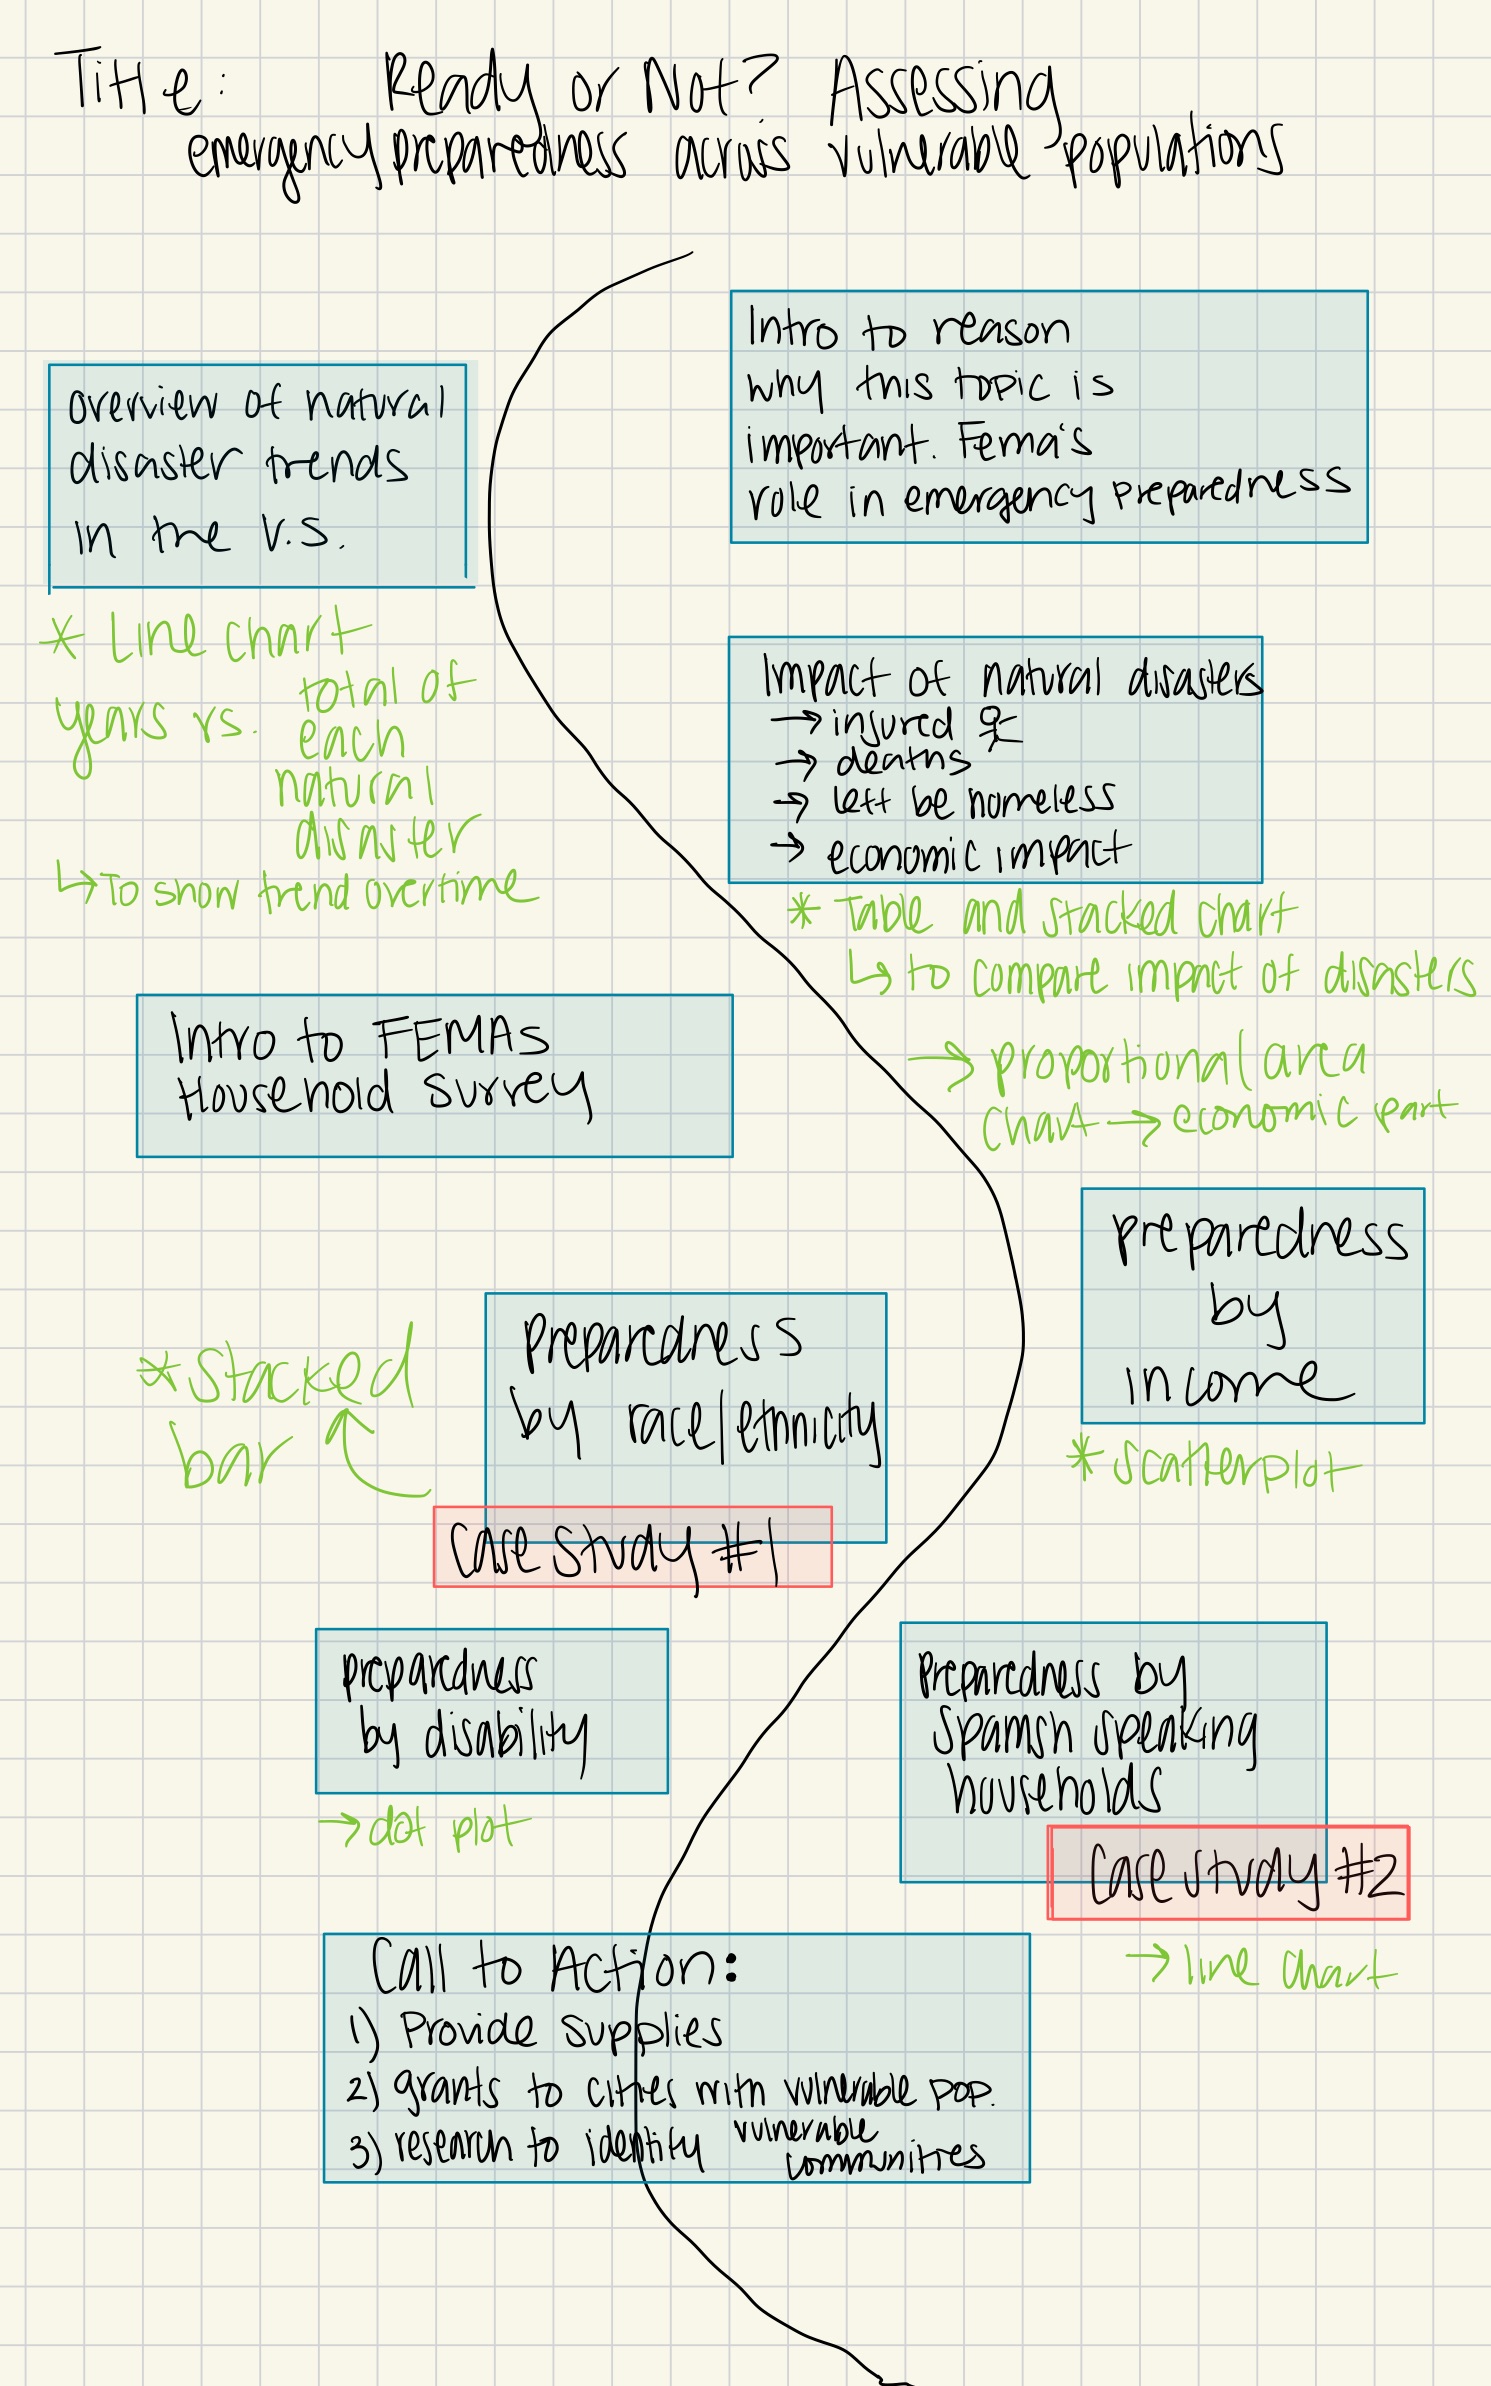 Title: Ready or Not? Assessing
emergency preparedness across vulnerable populations
Intro to reason
why this topic is
important. Fema's
role in emergency preparedness
overview of natural
disaster trends
in the U.S.
* Line chart
years vs. total of
each
natural
disaster
↳ To show trend overtime
Impact of natural disasters
→ injured
→ deaths
→ left be homeless
→ economic impact
* Table and stacked chart
↳ to compare impact of disasters
→ proportional area
chart → economic part
Intro to FEMAs
Household Survey
preparedness
by
income
* scatterplot
Preparedness
by race/ethnicity
* Stacked
bar
Case Study #1
preparedness
by disability
→ dot plot
Preparedness by
Spanish speaking
households
Case study #2
→ line chart
Call to Action:
1) Provide supplies
2) grants to cities with vulnerable pop.
3) research to identify vulnerable
communities